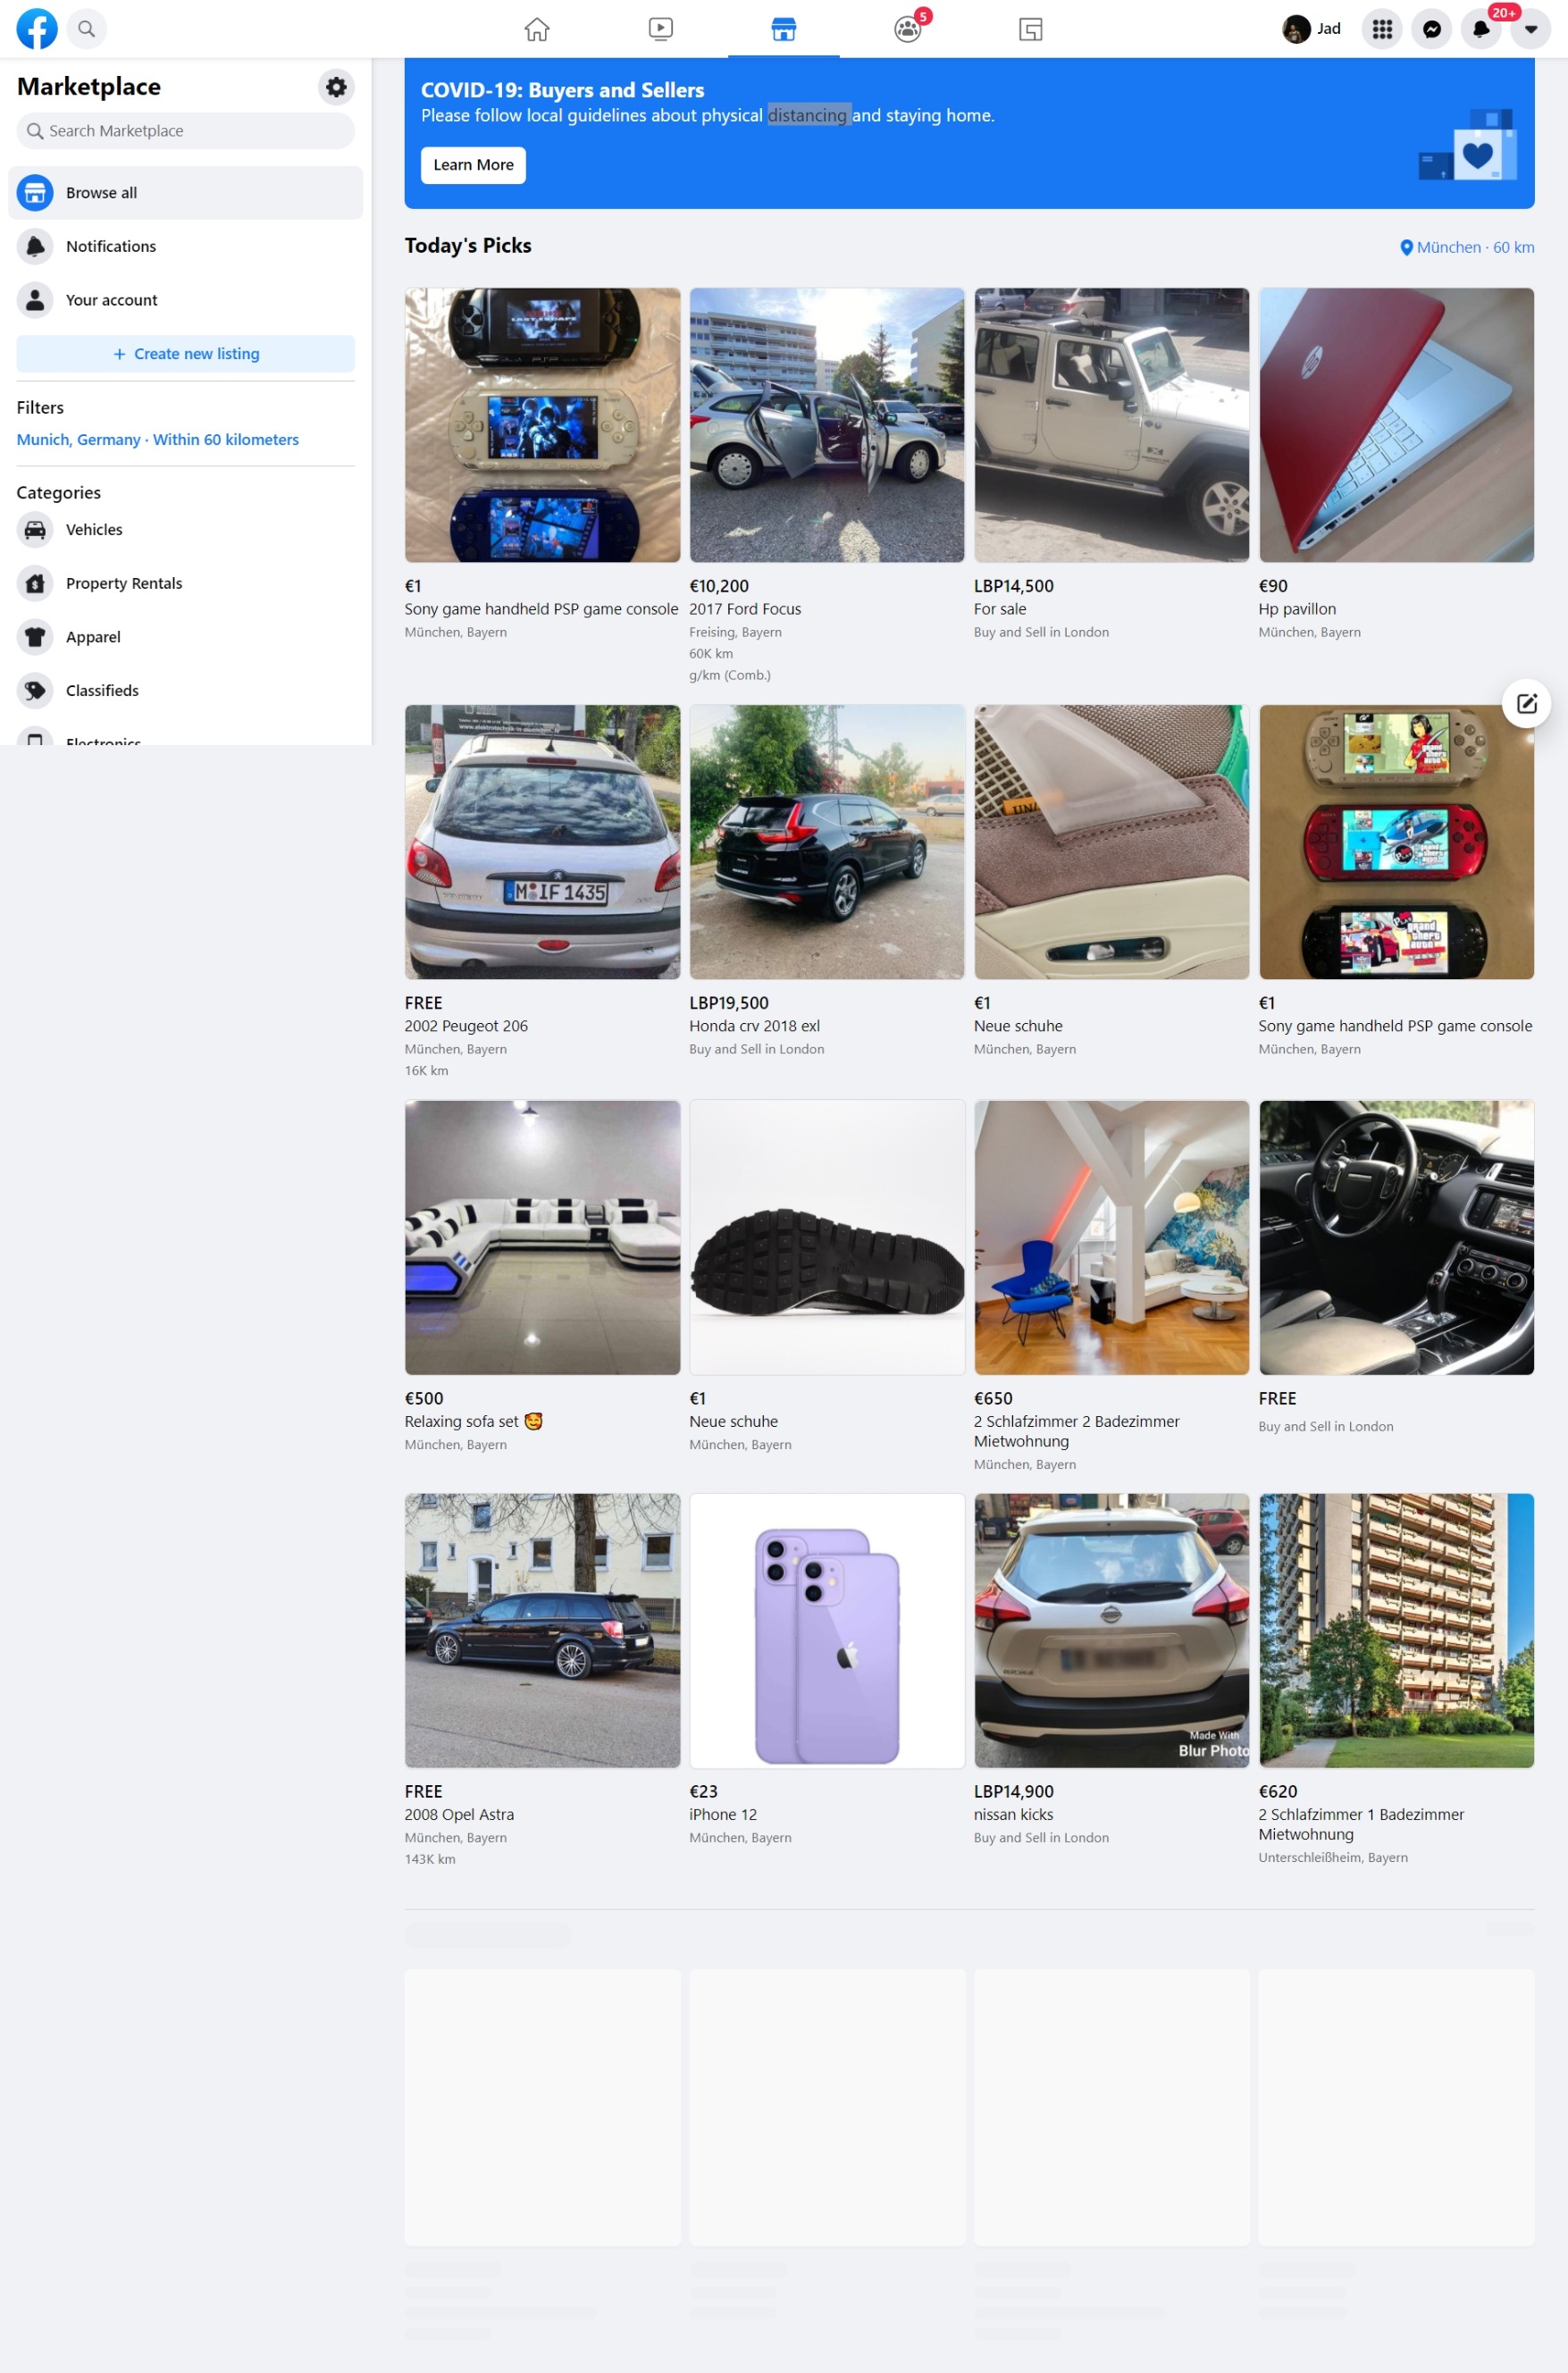 5
Jad
20+
Marketplace
Search Marketplace
Browse all
Notifications
Your account
+ Create new listing
Filters
Munich, Germany · Within 60 kilometers
Categories
Vehicles
Property Rentals
Apparel
Classifieds
Electronics
COVID-19: Buyers and Sellers
Please follow local guidelines about physical distancing and staying home.
Learn More
Today's Picks
München · 60 km
€1
Sony game handheld PSP game console
München, Bayern
€10,200
2017 Ford Focus
Freising, Bayern
60K km
g/km (Comb.)
LBP14,500
For sale
Buy and Sell in London
€90
Hp pavillon
München, Bayern
M IF 1435
FREE
2002 Peugeot 206
München, Bayern
16K km
LBP19,500
Honda crv 2018 exl
Buy and Sell in London
€1
Neue schuhe
München, Bayern
grand
theft
auto
€1
Sony game handheld PSP game console
München, Bayern
€500
Relaxing sofa set 🥰
München, Bayern
€1
Neue schuhe
München, Bayern
€650
2 Schlafzimmer 2 Badezimmer
Mietwohnung
München, Bayern
FREE
Buy and Sell in London
FREE
2008 Opel Astra
München, Bayern
143K km
€23
iPhone 12
München, Bayern
Made With
Blur Photo
LBP14,900
nissan kicks
Buy and Sell in London
€620
2 Schlafzimmer 1 Badezimmer
Mietwohnung
Unterschleißheim, Bayern